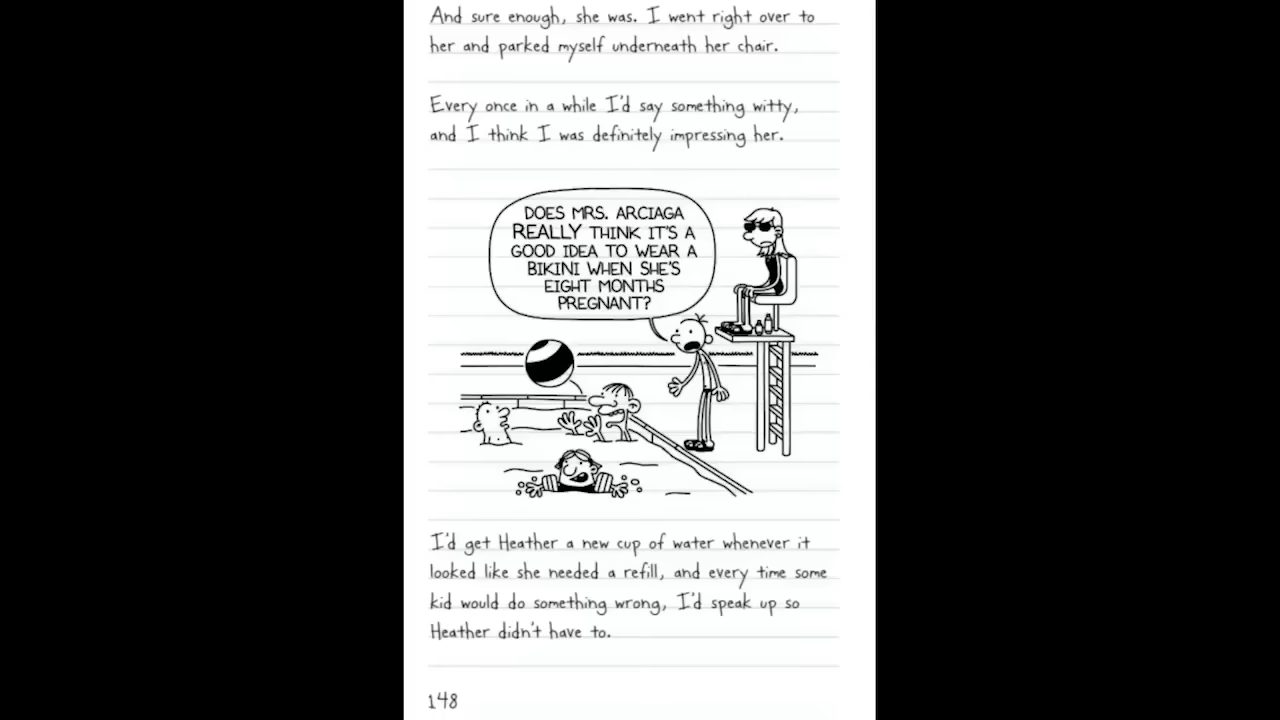 And sure enough, she was. I went right over to
her and parked myself underneath her chair.
Every once in a while I'd say something witty,
and I think I was definitely impressing her.
DOES MRS. ARCIAGA
REALLY THINK IT'S A
GOOD IDEA TO WEAR A
BIKINI WHEN SHE'S
EIGHT MONTHS
PREGNANT?
I'd get Heather a new cup of water whenever it
looked like she needed a refill, and every time some
kid would do something wrong, I'd speak up so
Heather didn't have to.
148